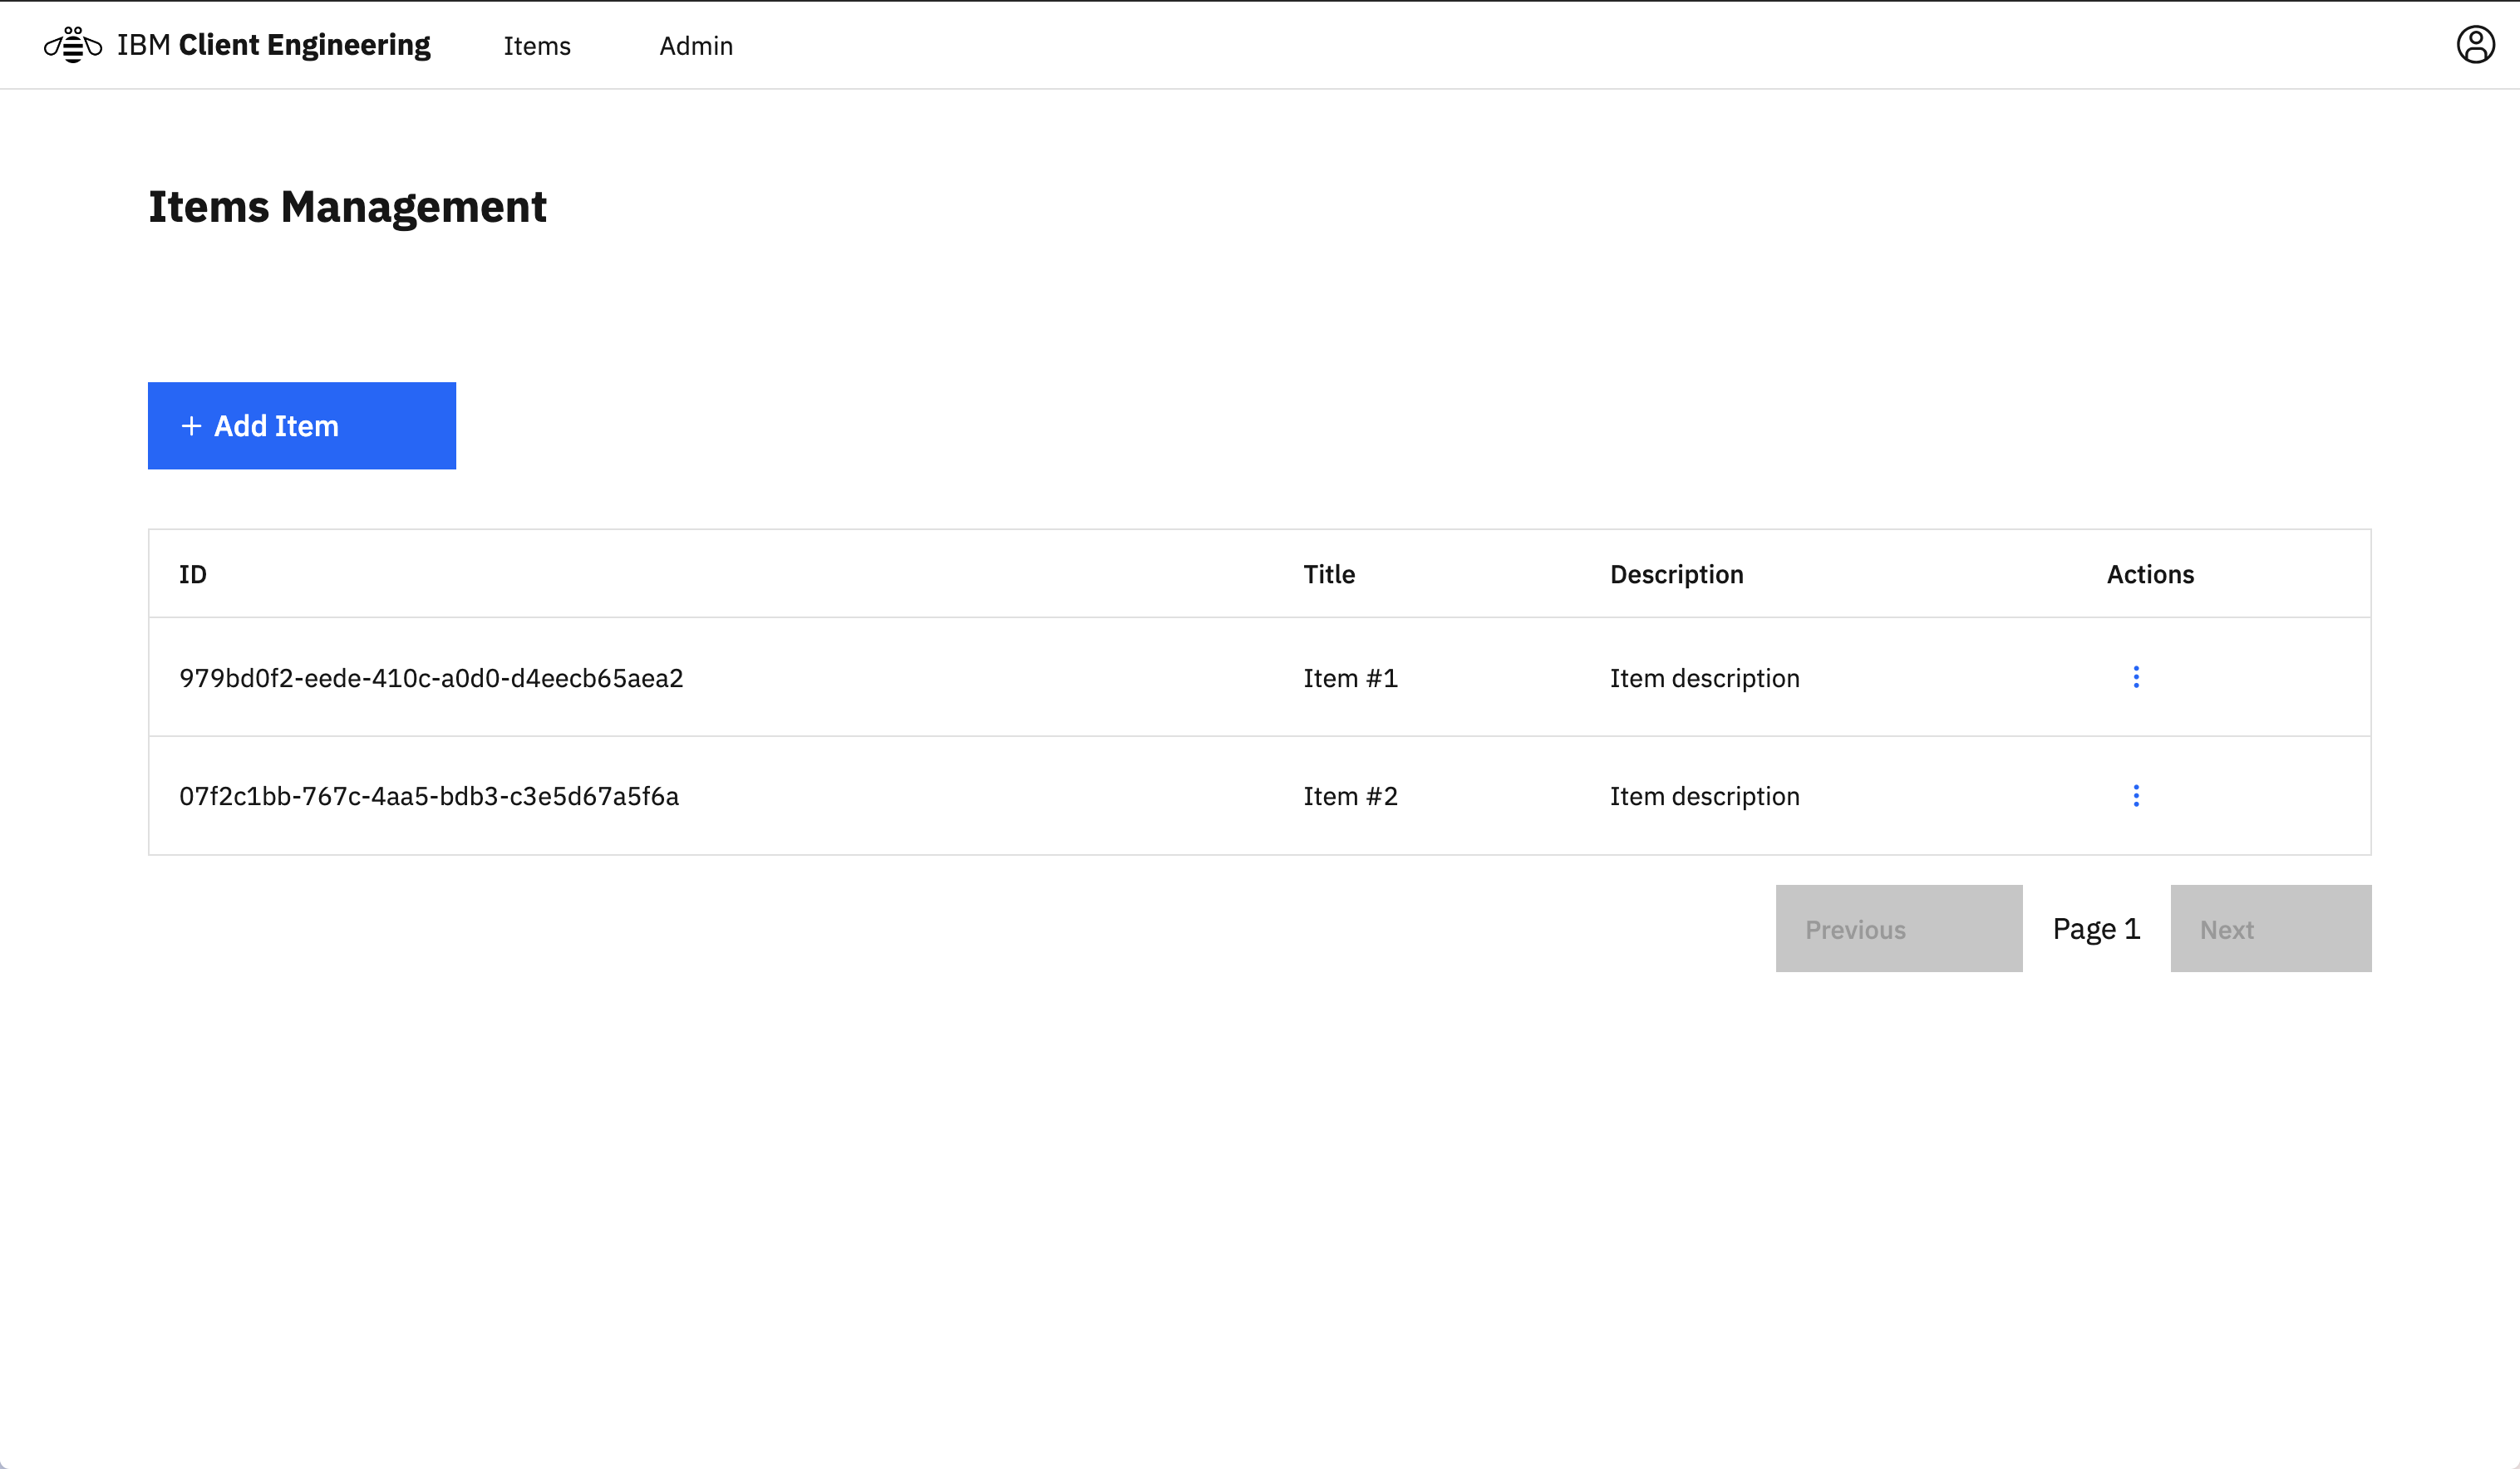 IBM Client Engineering Items Admin
Items Management
+ Add Item
ID Title Description Actions
979bd0f2-eede-410c-a0d0-d4eecb65aea2 Item #1 Item description
07f2c1bb-767c-4aa5-bdb3-c3e5d67a5f6a Item #2 Item description
Previous Page 1 Next